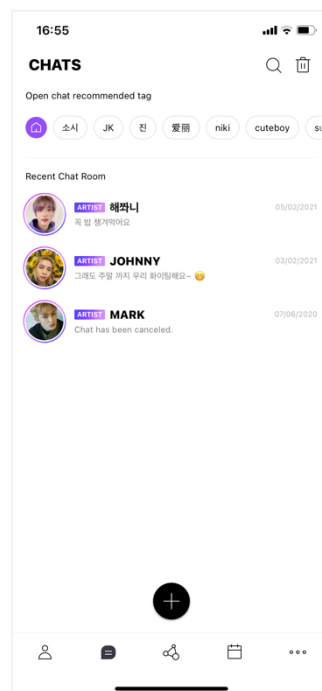 16:55
CHATS
Open chat recommended tag
소시 JK 진 爱丽 niki cuteboy su
Recent Chat Room
ARTIST 해쫘니 05/02/2021
꼭 밥 챙겨먹어요
ARTIST JOHNNY 03/02/2021
그래도 주말 까지 우리 화이팅해요~ 😚
ARTIST MARK 07/06/2020
Chat has been canceled.